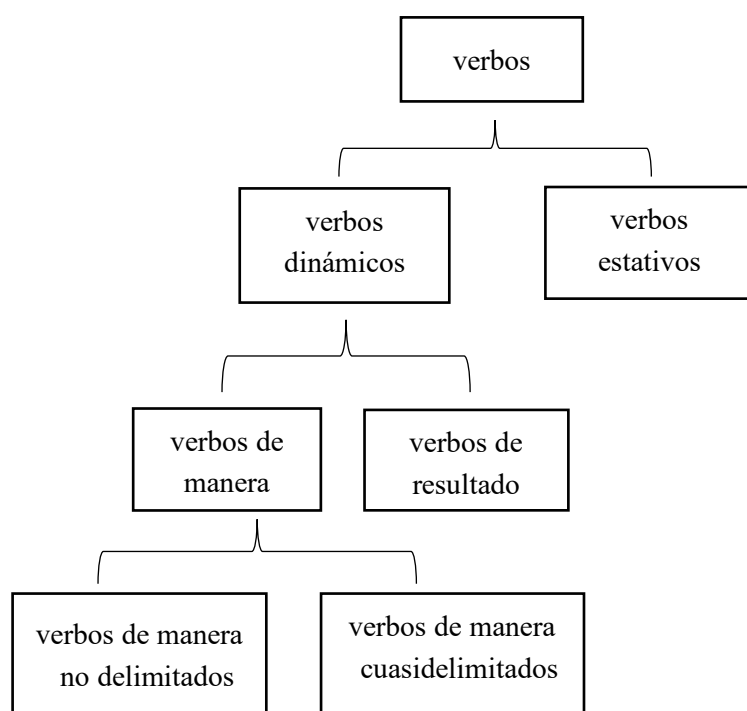 verbos
verbos
dinámicos
verbos
estativos
verbos de
manera
verbos de
resultado
verbos de manera
no delimitados
verbos de manera
cuasidelimitados